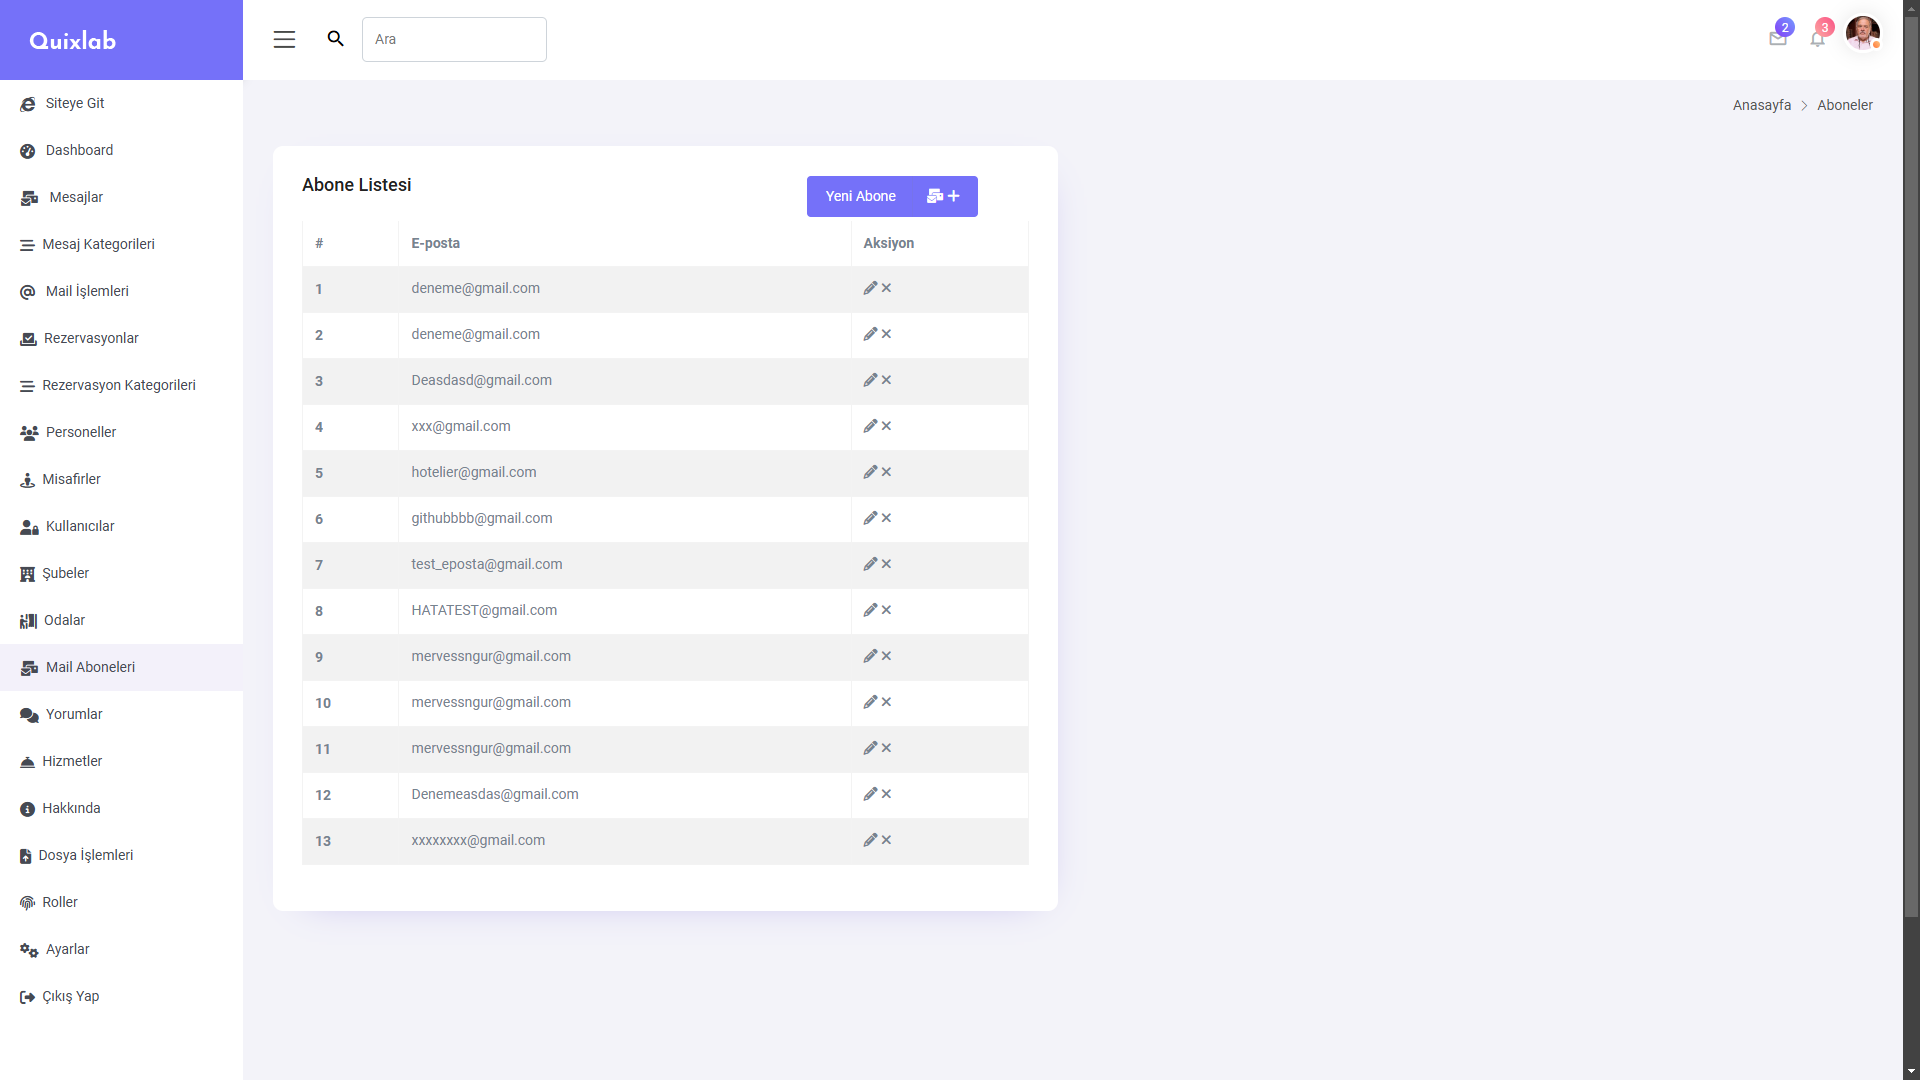 Quixlab
Ara
2
3
Siteye Git
Dashboard
Mesajlar
Mesaj Kategorileri
Mail İşlemleri
Rezervasyonlar
Rezervasyon Kategorileri
Personeller
Misafirler
Kullanıcılar
Şubeler
Odalar
Mail Aboneleri
Yorumlar
Hizmetler
Hakkında
Dosya İşlemleri
Roller
Ayarlar
Çıkış Yap
Anasayfa > Aboneler
Abone Listesi
Yeni Abone
# E-posta Aksiyon
1 deneme@gmail.com
2 deneme@gmail.com
3 Deasdasd@gmail.com
4 xxx@gmail.com
5 hotelier@gmail.com
6 githubbbb@gmail.com
7 test_eposta@gmail.com
8 HATATEST@gmail.com
9 mervessngur@gmail.com
10 mervessngur@gmail.com
11 mervessngur@gmail.com
12 Denemeasdas@gmail.com
13 xxxxxxxx@gmail.com